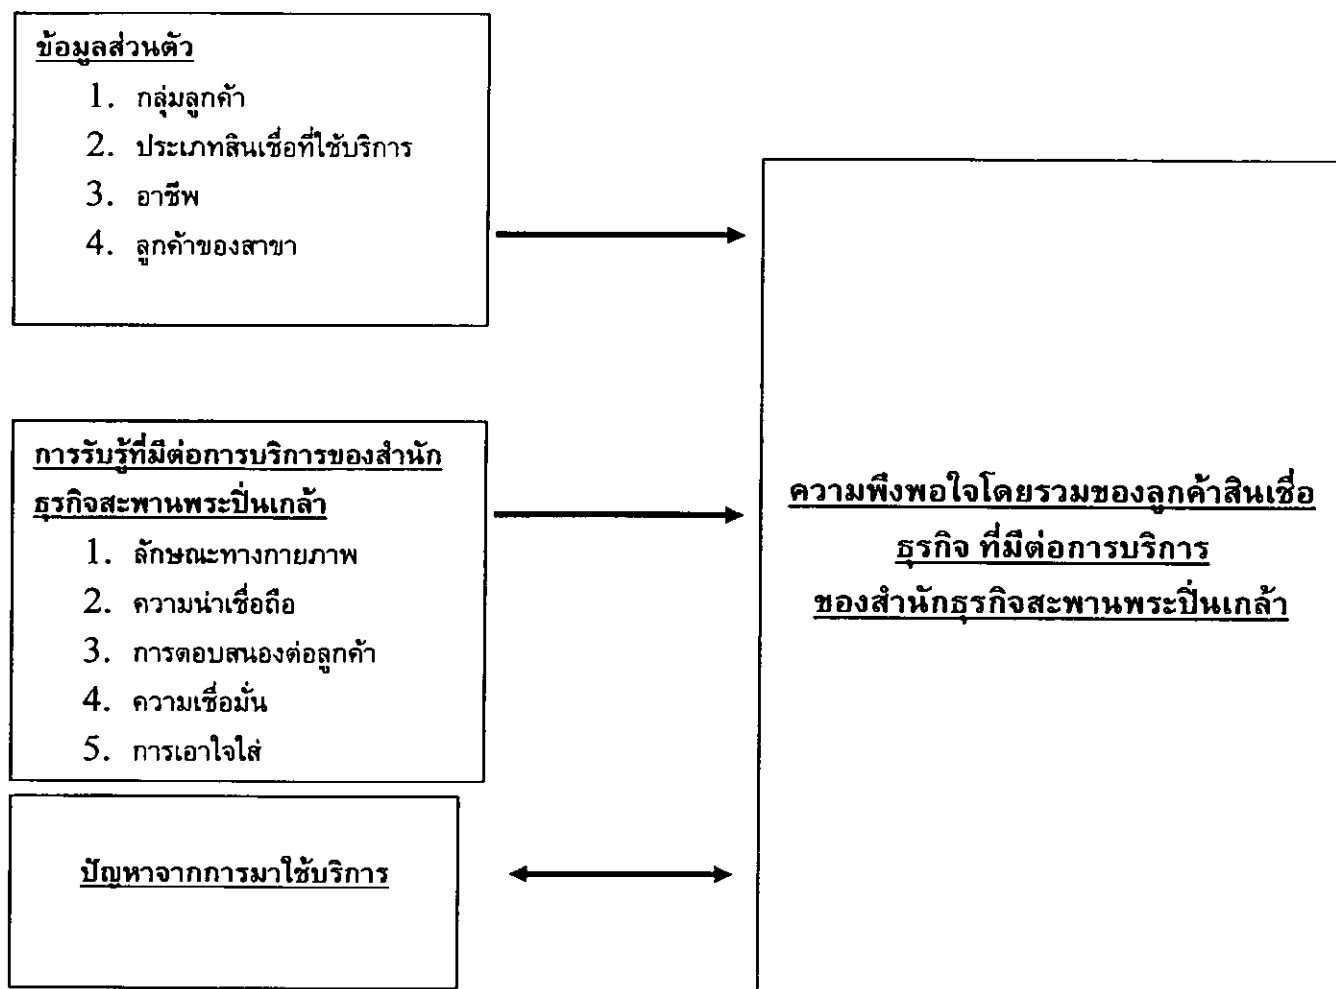 ข้อมูลส่วนตัว
1. กลุ่มลูกค้า
2. ประเภทสินเชื่อที่ใช้บริการ
3. อาชีพ
4. ลูกค้าของสาขา
การรับรู้ที่มีต่อการบริการของสำนัก
ธุรกิจสะพานพระปิ่นเกล้า
1. ลักษณะทางกายภาพ
2. ความน่าเชื่อถือ
3. การตอบสนองต่อลูกค้า
4. ความเชื่อมั่น
5. การเอาใจใส่
ปัญหาจากการมาใช้บริการ
ความพึงพอใจโดยรวมของลูกค้าสินเชื่อ
ธุรกิจ ที่มีต่อการบริการ
ของสำนักธุรกิจสะพานพระปิ่นเกล้า